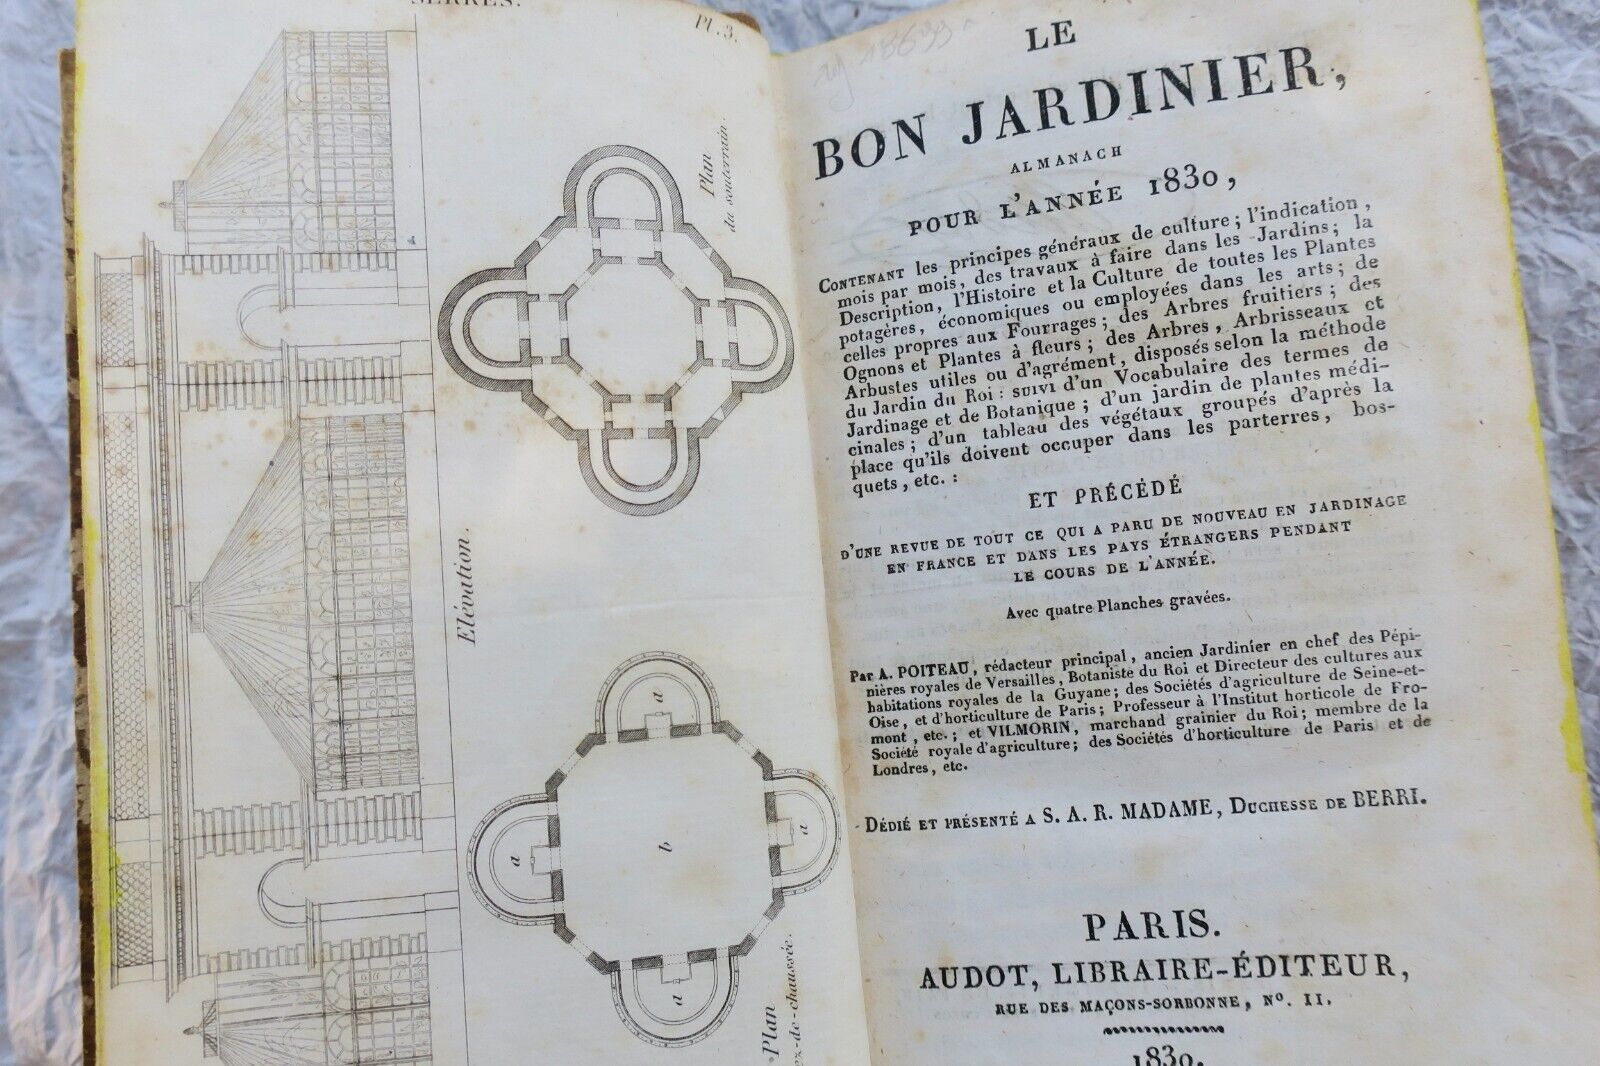 SERRES.
Pl. 3.
Plan
du souterrain.
Elévation.
a
a
b
a
a
Plan
ez-de-chaussée.
LE
BON JARDINIER,
ALMANACH
POUR L'ANNÉE 1830,
CONTENANT les principes généraux de culture; l'indication,
mois par mois, des travaux à faire dans les Jardins; la
Description, l'Histoire et la Culture de toutes les Plantes
potagères, économiques ou employées dans les arts; de
celles propres aux Fourrages; des Arbres fruitiers; des
Ognons et Plantes à fleurs; des Arbres, Arbrisseaux et
Arbustes utiles ou d'agrément, disposés selon la méthode
du Jardin du Roi: suivi d'un Vocabulaire des termes de
Jardinage et de Botanique; d'un jardin de plantes médi-
cinales; d'un tableau des végétaux groupés d'après la
place qu'ils doivent occuper dans les parterres, bos-
quets, etc.:
ET PRÉCÉDÉ
D'UNE REVUE DE TOUT CE QUI A PARU DE NOUVEAU EN JARDINAGE
EN FRANCE ET DANS LES PAYS ÉTRANGERS PENDANT
LE COURS DE L'ANNÉE.
Avec quatre Planches gravées.
Par A. POITEAU, rédacteur principal, ancien Jardinier en chef des Pépi-
nières royales de Versailles, Botaniste du Roi et Directeur des cultures aux
habitations royales de la Guyane; des Sociétés d'agriculture de Seine-et-
Oise, et d'horticulture de Paris; Professeur à l'Institut horticole de Fro-
mont, etc.; et VILMORIN, marchand grainier du Roi; membre de la
Société royale d'agriculture; des Sociétés d'horticulture de Paris et de
Londres, etc.
DÉDIÉ ET PRÉSENTÉ A S. A. R. MADAME, DUCHESSE DE BERRI.
PARIS.
AUDOT, LIBRAIRE-ÉDITEUR,
RUE DES MAÇONS-SORBONNE, N°. II.
1830.